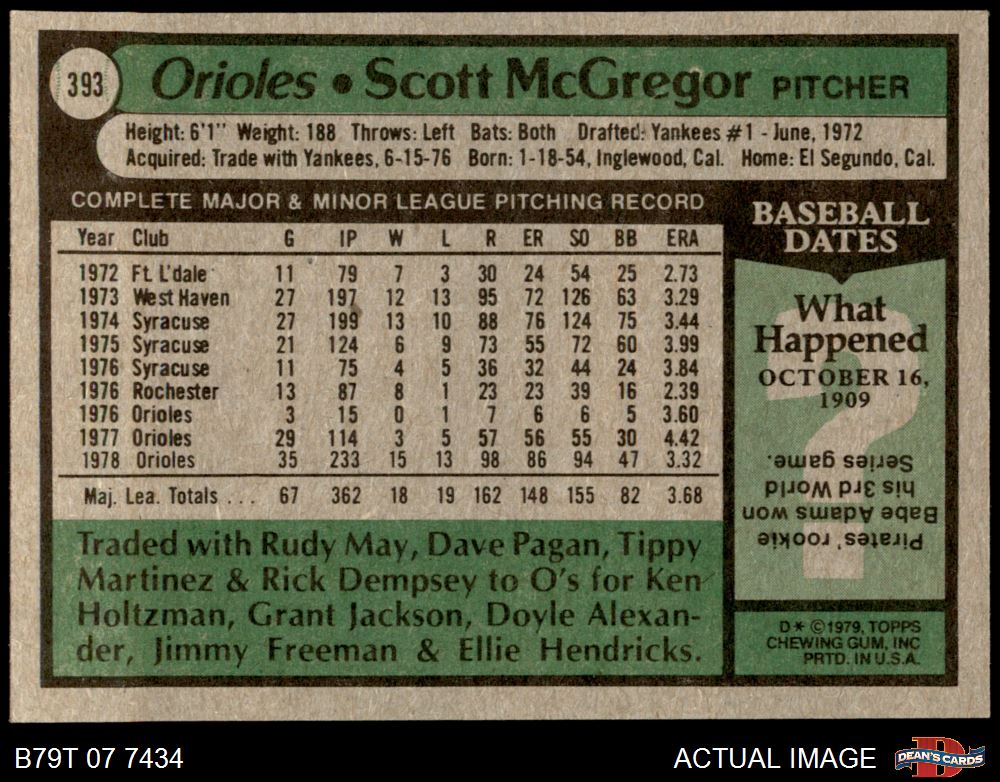 393 Orioles • Scott McGregor PITCHER
Height: 6'1" Weight: 188 Throws: Left Bats: Both Drafted: Yankees #1 - June, 1972
Acquired: Trade with Yankees, 6-15-76 Born: 1-18-54, Inglewood, Cal. Home: El Segundo, Cal.
COMPLETE MAJOR & MINOR LEAGUE PITCHING RECORD
Year Club G IP W L R ER SO BB ERA
1972 Ft. L'dale 11 79 7 3 30 24 54 25 2.73
1973 West Haven 27 197 12 13 95 72 126 63 3.29
1974 Syracuse 27 199 13 10 88 76 124 75 3.44
1975 Syracuse 21 124 6 9 73 55 72 60 3.99
1976 Syracuse 11 75 4 5 36 32 44 24 3.84
1976 Rochester 13 87 8 1 23 23 39 16 2.39
1976 Orioles 3 15 0 1 7 6 6 5 3.60
1977 Orioles 29 114 3 5 57 56 55 30 4.42
1978 Orioles 35 233 15 13 98 86 94 47 3.32
Maj. Lea. Totals . . . 67 362 18 19 162 148 155 82 3.68
Traded with Rudy May, Dave Pagan, Tippy
Martinez & Rick Dempsey to O's for Ken
Holtzman, Grant Jackson, Doyle Alexan-
der, Jimmy Freeman & Ellie Hendricks.
BASEBALL
DATES
What
Happened
OCTOBER 16,
1909
?
Pirates' rookie
Babe Adams won
his 3rd World
Series game.
D* ©1979, TOPPS
CHEWING GUM, INC
PRTD. IN U.S.A.
B79T 07 7434
ACTUAL IMAGE
D
DEAN'S CARDS